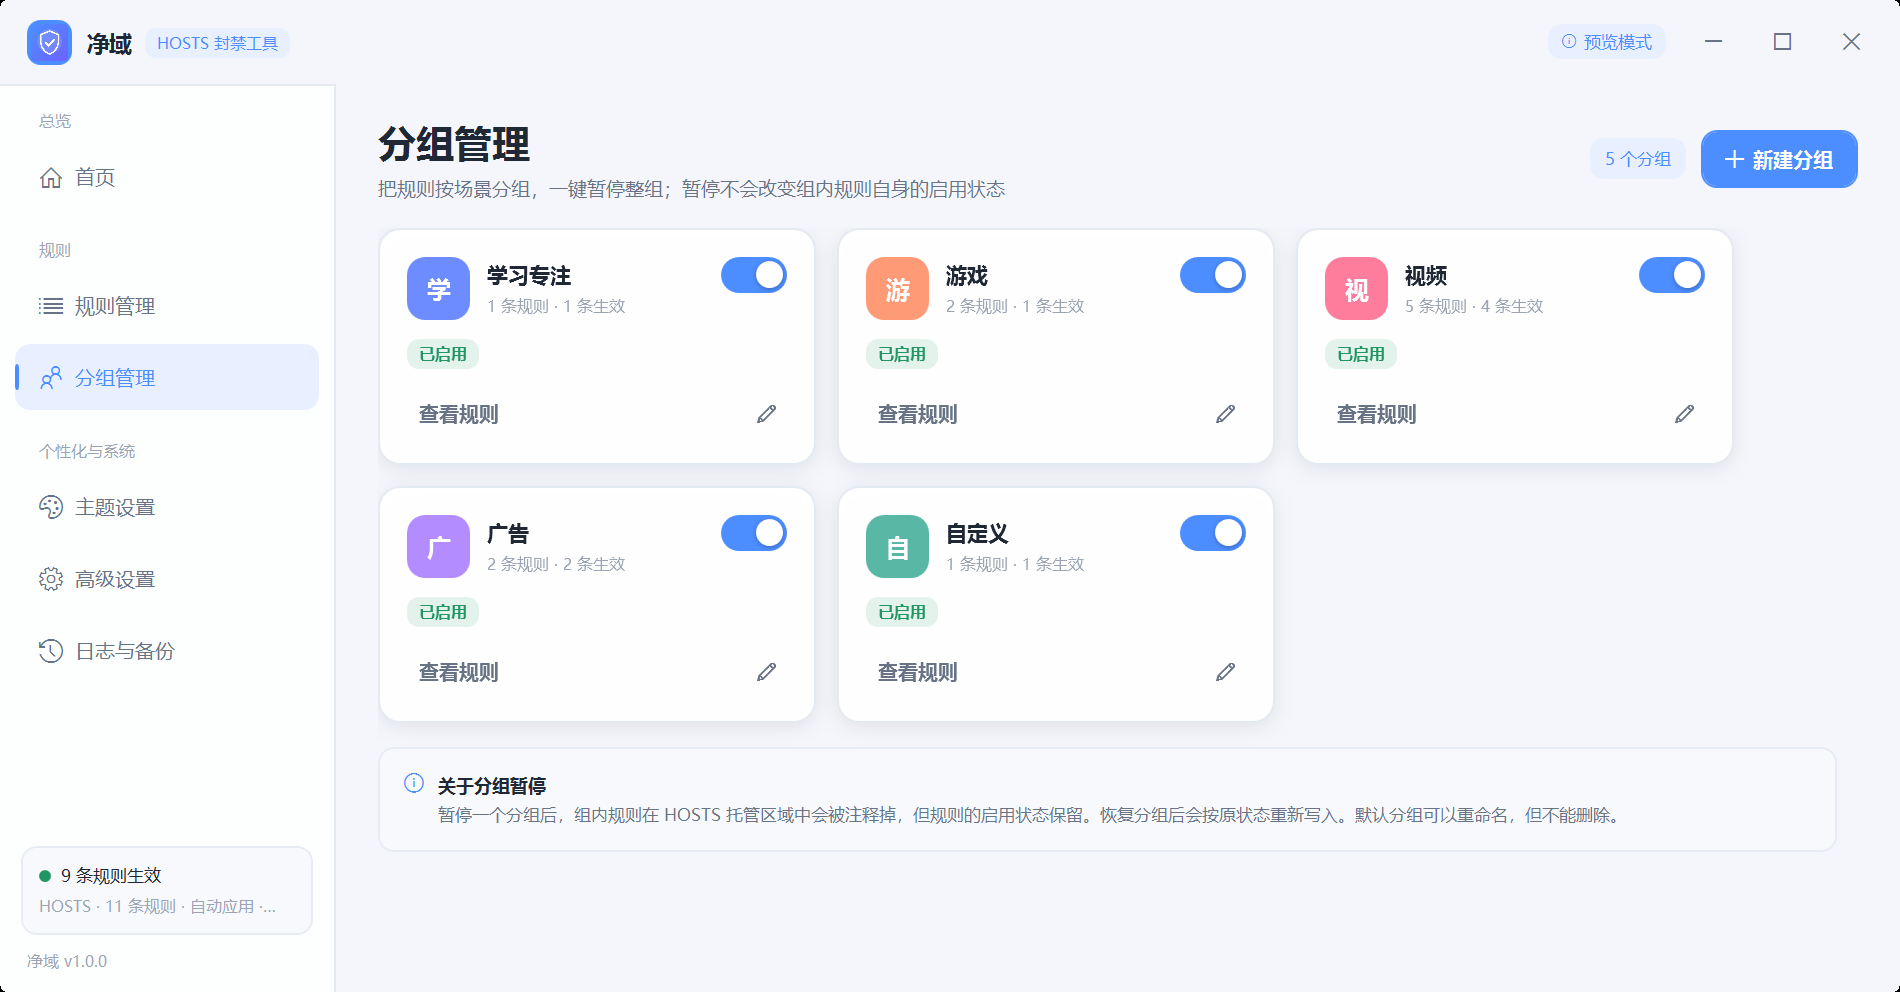 净域
HOSTS 封禁工具
预览模式
总览
首页
规则
规则管理
分组管理
个性化与系统
主题设置
高级设置
日志与备份
9 条规则生效
HOSTS · 11 条规则 · 自动应用 ·...
净域 v1.0.0
分组管理
把规则按场景分组，一键暂停整组；暂停不会改变组内规则自身的启用状态
5 个分组
新建分组
学
学习专注
1 条规则 · 1 条生效
已启用
查看规则
游
游戏
2 条规则 · 1 条生效
已启用
查看规则
视
视频
5 条规则 · 4 条生效
已启用
查看规则
广
广告
2 条规则 · 2 条生效
已启用
查看规则
自
自定义
1 条规则 · 1 条生效
已启用
查看规则
关于分组暂停
暂停一个分组后，组内规则在 HOSTS 托管区域中会被注释掉，但规则的启用状态保留。恢复分组后会按原状态重新写入。默认分组可以重命名，但不能删除。